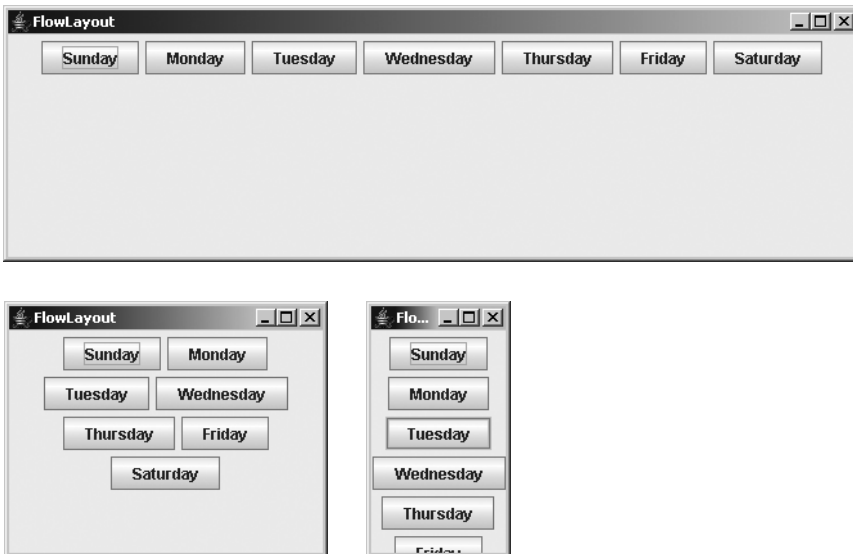 FlowLayout
Sunday Monday Tuesday Wednesday Thursday Friday Saturday
FlowLayout
Sunday Monday
Tuesday Wednesday
Thursday Friday
Saturday
Flo...
Sunday
Monday
Tuesday
Wednesday
Thursday
Friday